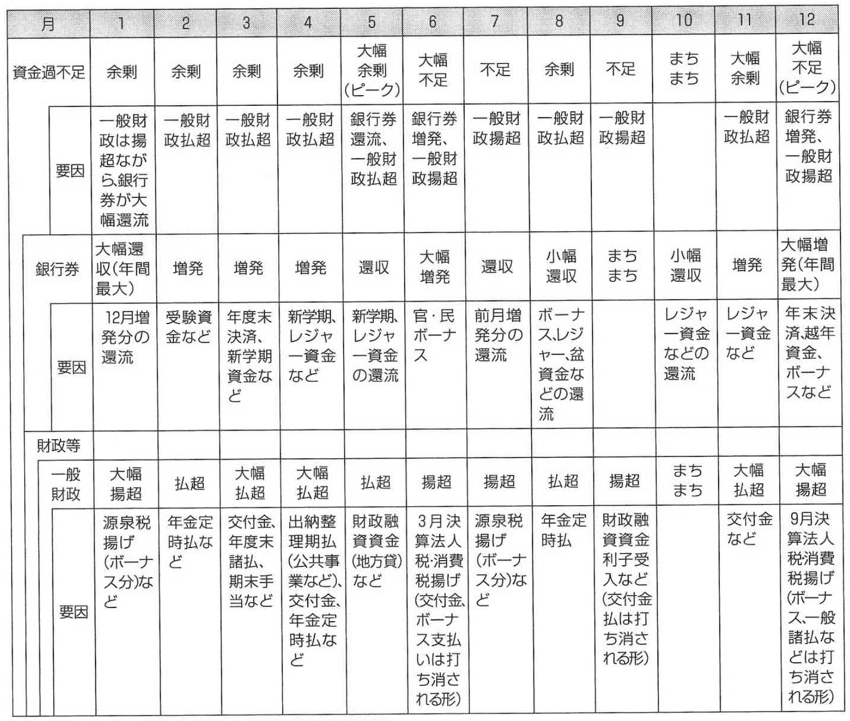 月 1 2 3 4 5 6 7 8 9 10 11 12
資金過不足
余剰
余剰
余剰
余剰
大幅
余剰
(ピーク)
大幅
不足
不足
余剰
不足
まち
まち
大幅
余剰
大幅
不足
(ピーク)
要因
一般財
政は揚
超なが
ら、銀行
券が大
幅還流
一般財
政払超
一般財
政払超
一般財
政払超
銀行券
還流、
一般財
政払超
銀行券
増発、
一般財
政揚超
一般財
政揚超
一般財
政払超
一般財
政揚超
一般財
政払超
銀行券
増発、
一般財
政揚超
銀行券
大幅還
収(年間
最大)
増発
増発
増発
還収
大幅
増発
還収
小幅
還収
まち
まち
小幅
還収
増発
大幅増
発(年間
最大)
要因
12月増
発分の
還流
受験資
金など
年度末
決済、
新学期
資金な
ど
新学期、
レジャ
ー資金
など
新学期、
レジャ
ー資金
の還流
官・民
ボーナ
ス
前月増
発分の
還流
ボーナ
ス、レジ
ャー、盆
資金な
どの還
流
レジャ
ー資金
などの
還流
レジャ
ー資金
など
年末決
済、越年
資金、
ボーナ
スなど
財政等
一般
財政
大幅
揚超
払超
大幅
払超
大幅
払超
払超
揚超
揚超
払超
揚超
まち
まち
大幅
払超
大幅
揚超
要因
源泉税
揚げ
(ボーナ
ス分)な
ど
年金定
時払な
ど
交付金、
年度末
諸払、
期末手
当など
出納整
理期払
(公共事
業など)、
交付金、
年金定
時払な
ど
財政融
資資金
(地方貸)
など
3月決
算法人
税・消費
税揚げ
(交付金、
ボーナ
ス支払
いは打
ち消さ
れる形)
源泉税
揚げ
(ボーナ
ス分)な
ど
年金定
時払
財政融
資資金
利子受
入など
(交付金
払は打
ち消さ
れる形)
交付金
など
9月決
算法人
税・消費
税揚げ
(ボーナ
ス、一般
諸払な
どは打
ち消さ
れる形)